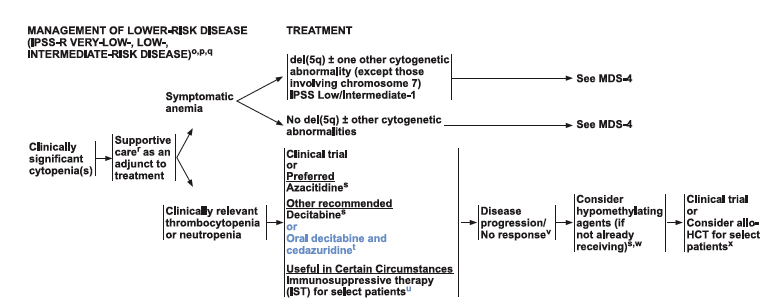 MANAGEMENT OF LOWER-RISK DISEASE
(IPSS-R VERY-LOW-, LOW-,
INTERMEDIATE-RISK DISEASE)o,p,q
TREATMENT
Clinically
significant
cytopenia(s)
Supportive
carer as an
adjunct to
treatment
Symptomatic
anemia
del(5q) ± one other cytogenetic
abnormality (except those
involving chromosome 7)
IPSS Low/Intermediate-1
See MDS-4
No del(5q) ± other cytogenetic
abnormalities
See MDS-4
Clinically relevant
thrombocytopenia
or neutropenia
Clinical trial
or
Preferred
Azacitidines
Other recommended
Decitabines
or
Oral decitabine and
cedazuridinet
Useful in Certain Circumstances
Immunosuppressive therapy
(IST) for select patientsu
Disease
progression/
No responsev
Consider
hypomethylating
agents (if
not already
receiving)s,w
Clinical trial
or
Consider allo-
HCT for select
patientsx